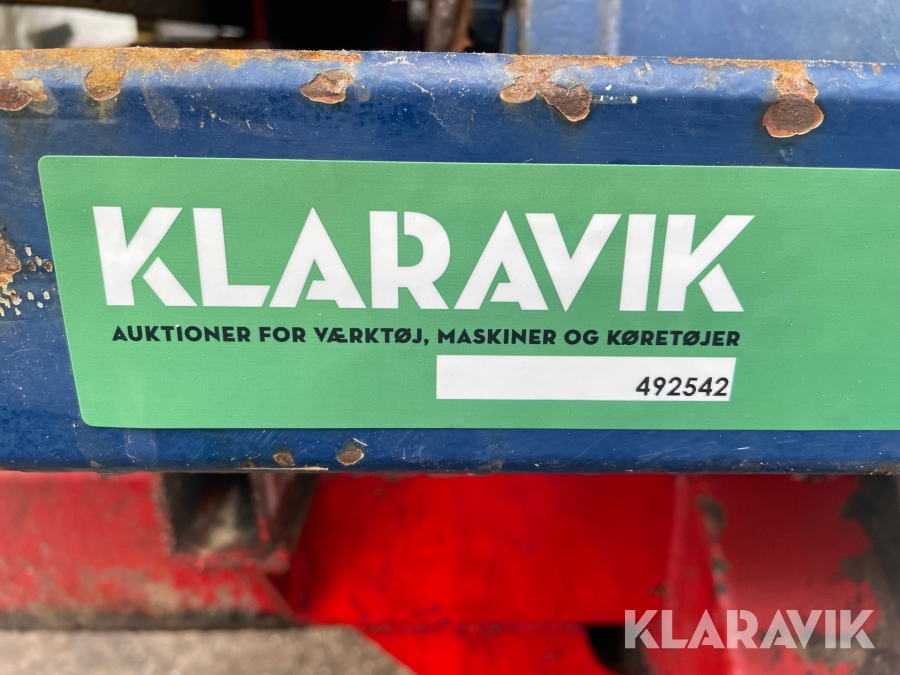 KLARAVIK
AUKTIONER FOR VÆRKTØJ, MASKINER OG KØRETØJER
492542
KLARAVIK